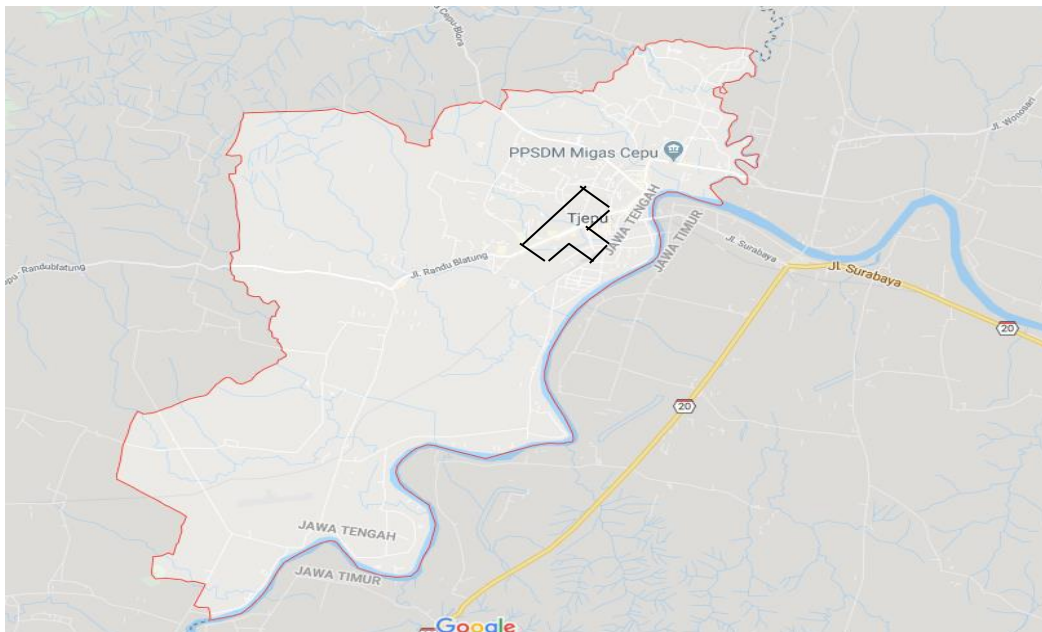 Cepu-Blora
Jl. Wonosari
PPSDM Migas Cepu
JAWA TENGAH
JAWA TIMUR
Tjepu
Jl. Surabaya
Jl. Randu Blatung
Jl. Surabaya
Randublatung
20
20
JAWA TENGAH
JAWA TIMUR
Google